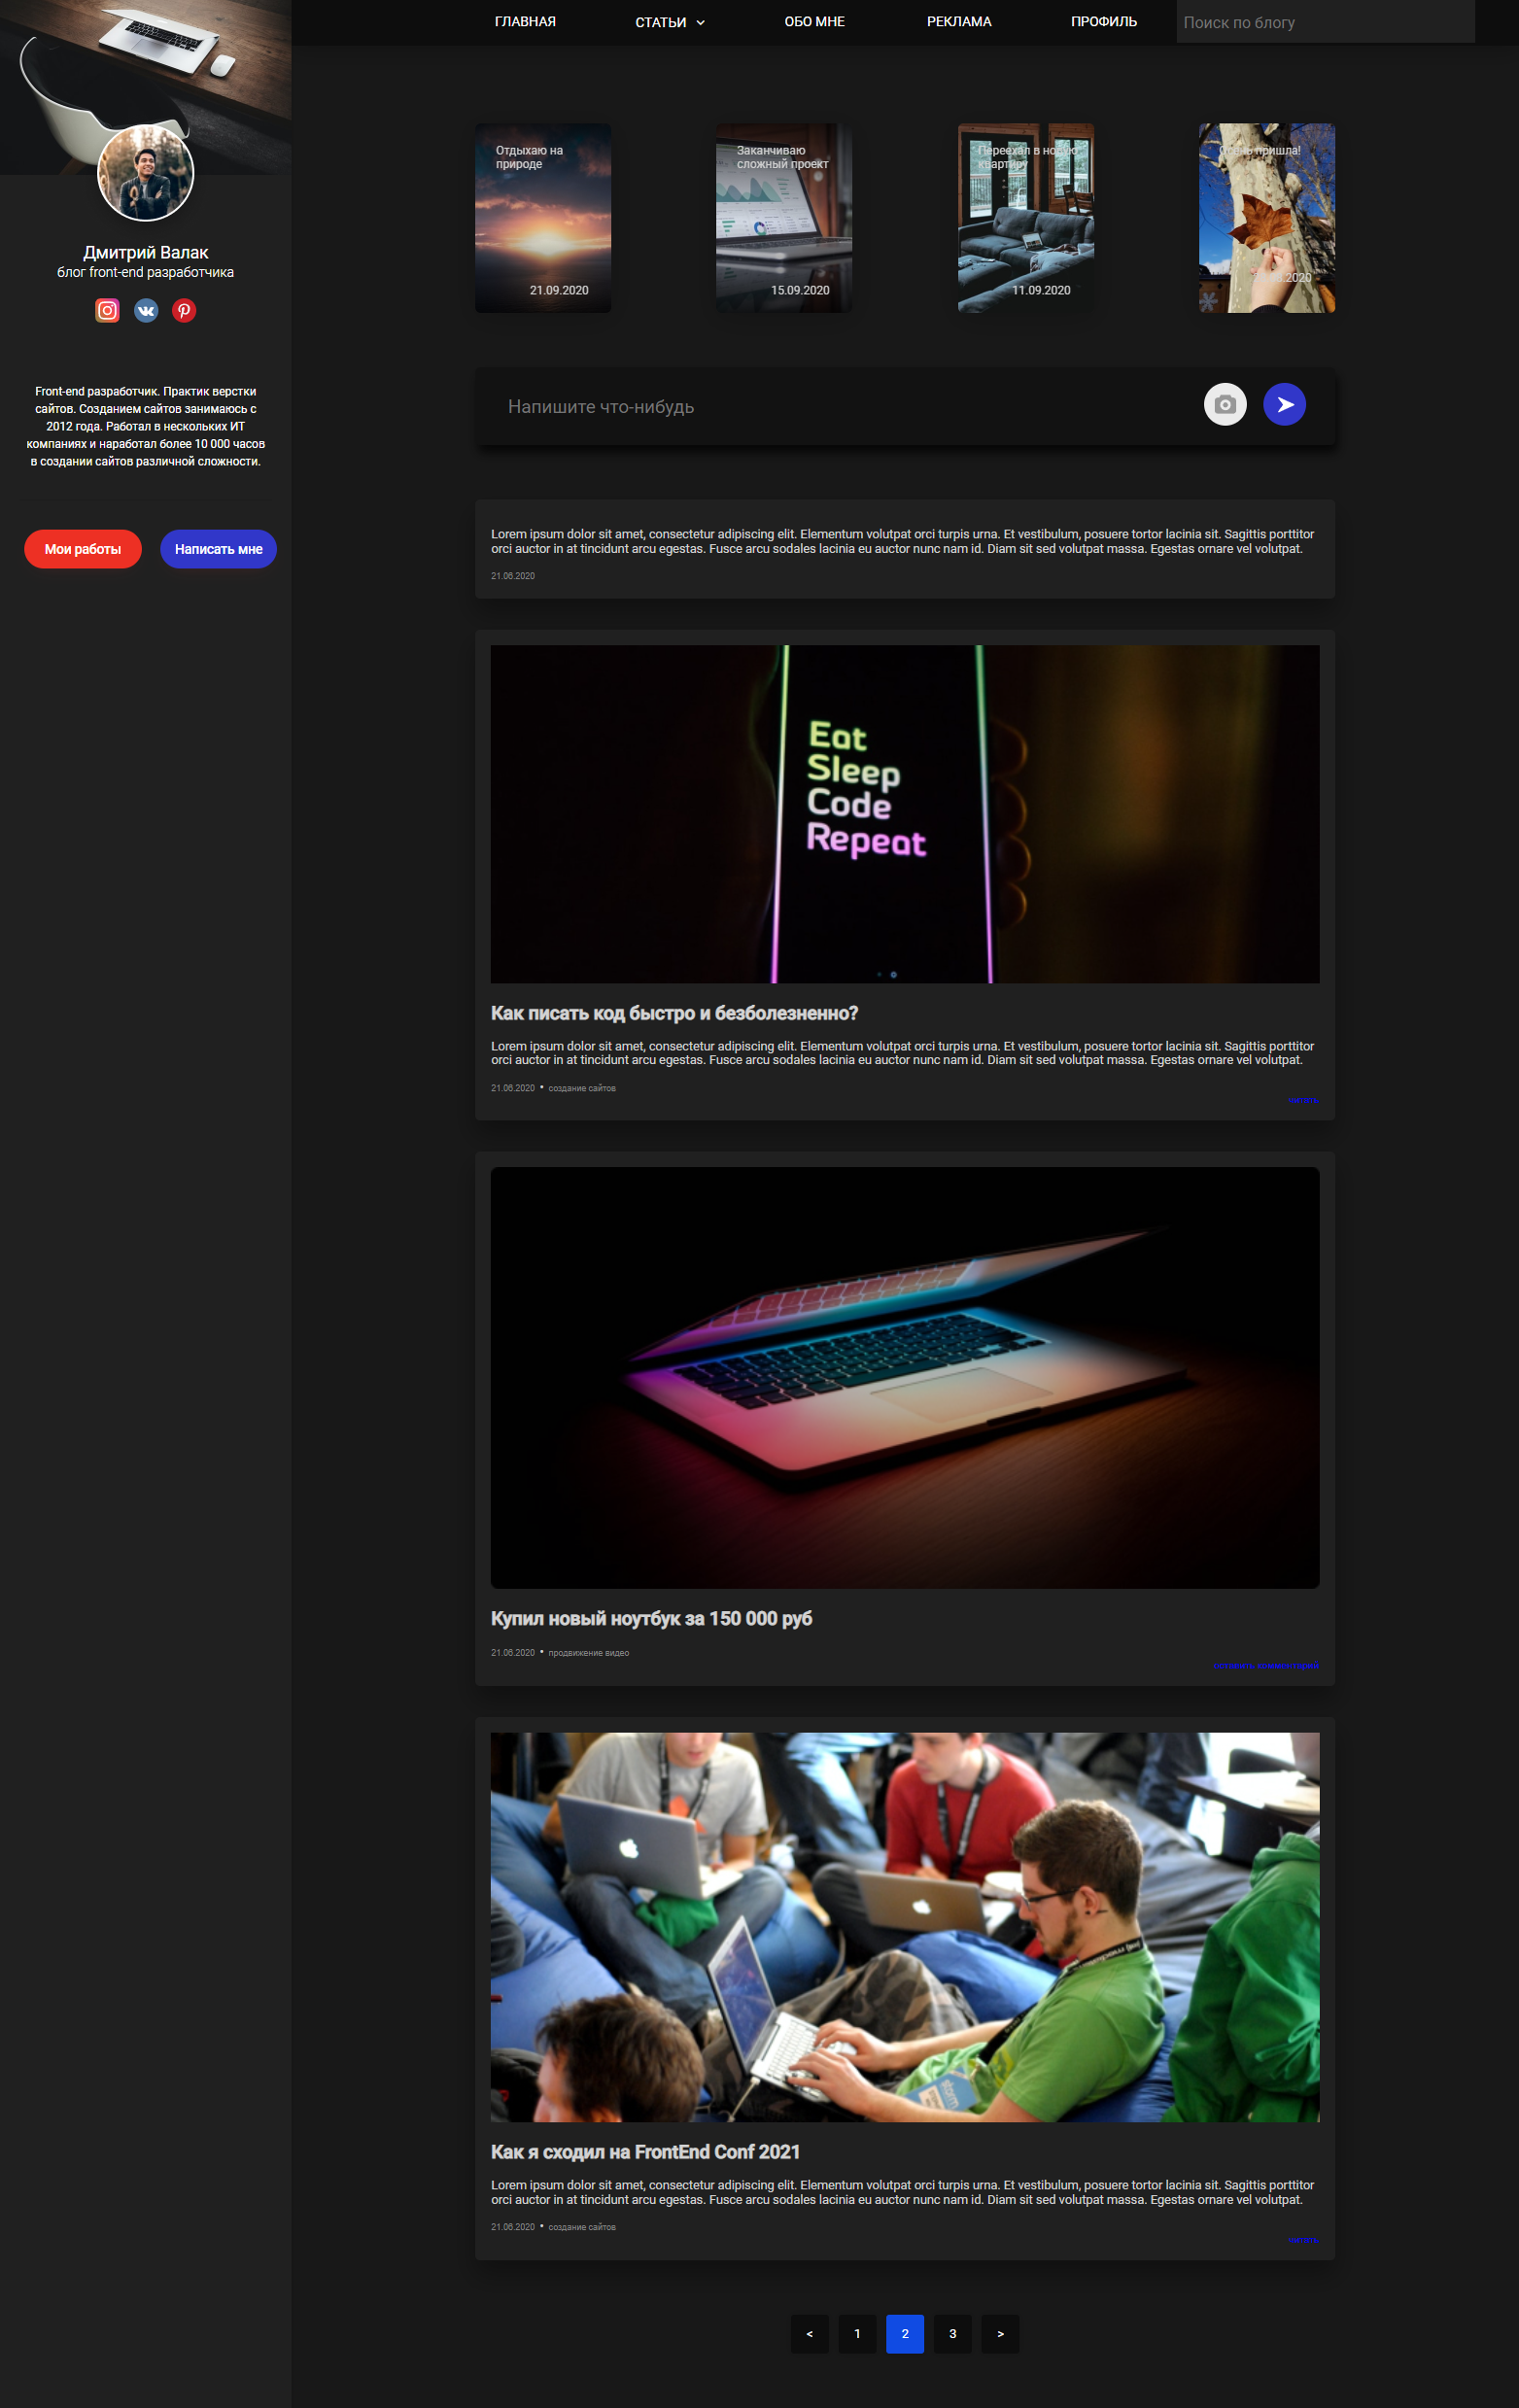 ГЛАВНАЯ
СТАТЬИ
ОБО МНЕ
РЕКЛАМА
ПРОФИЛЬ
Поиск по блогу
Дмитрий Валак
блог front-end разработчика
Front-end разработчик. Практик верстки
сайтов. Созданием сайтов занимаюсь с
2012 года. Работал в нескольких ИТ
компаниях и наработал более 10 000 часов
в создании сайтов различной сложности.
Мои работы
Написать мне
Отдыхаю на
природе
21.09.2020
Заканчиваю
сложный проект
15.09.2020
Переехал в новую
квартиру
11.09.2020
Осень пришла!
Напишите что-нибудь
Lorem ipsum dolor sit amet, consectetur adipiscing elit. Elementum volutpat orci turpis urna. Et vestibulum, posuere tortor lacinia sit. Sagittis porttitor
orci auctor in at tincidunt arcu egestas. Fusce arcu sodales lacinia eu auctor nunc nam id. Diam sit sed volutpat massa. Egestas ornare vel volutpat.
21.06.2020
Eat
Sleep
Code
Repeat
Как писать код быстро и безболезненно?
Lorem ipsum dolor sit amet, consectetur adipiscing elit. Elementum volutpat orci turpis urna. Et vestibulum, posuere tortor lacinia sit. Sagittis porttitor
orci auctor in at tincidunt arcu egestas. Fusce arcu sodales lacinia eu auctor nunc nam id. Diam sit sed volutpat massa. Egestas ornare vel volutpat.
21.06.2020 • создание сайтов
читать
Купил новый ноутбук за 150 000 руб
21.06.2020 • продвижение видео
оставить комментарий
storm
Как я сходил на FrontEnd Conf 2021
Lorem ipsum dolor sit amet, consectetur adipiscing elit. Elementum volutpat orci turpis urna. Et vestibulum, posuere tortor lacinia sit. Sagittis porttitor
orci auctor in at tincidunt arcu egestas. Fusce arcu sodales lacinia eu auctor nunc nam id. Diam sit sed volutpat massa. Egestas ornare vel volutpat.
21.06.2020 • создание сайтов
читать
< 1 2 3 >